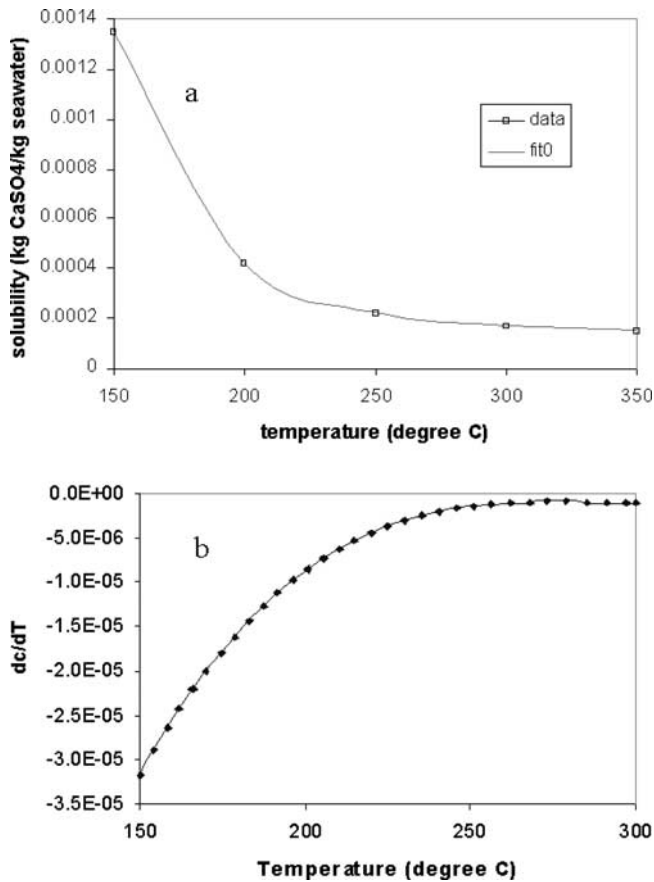 0.0014
0.0012
0.001
0.0008
0.0006
0.0004
0.0002
0
solubility (kg CaSO4/kg seawater)
a
data
fit0
150 200 250 300 350
temperature (degree C)
0.0E+00
-5.0E-06
-1.0E-05
-1.5E-05
-2.0E-05
-2.5E-05
-3.0E-05
-3.5E-05
dc/dT
b
150 200 250 300
Temperature (degree C)